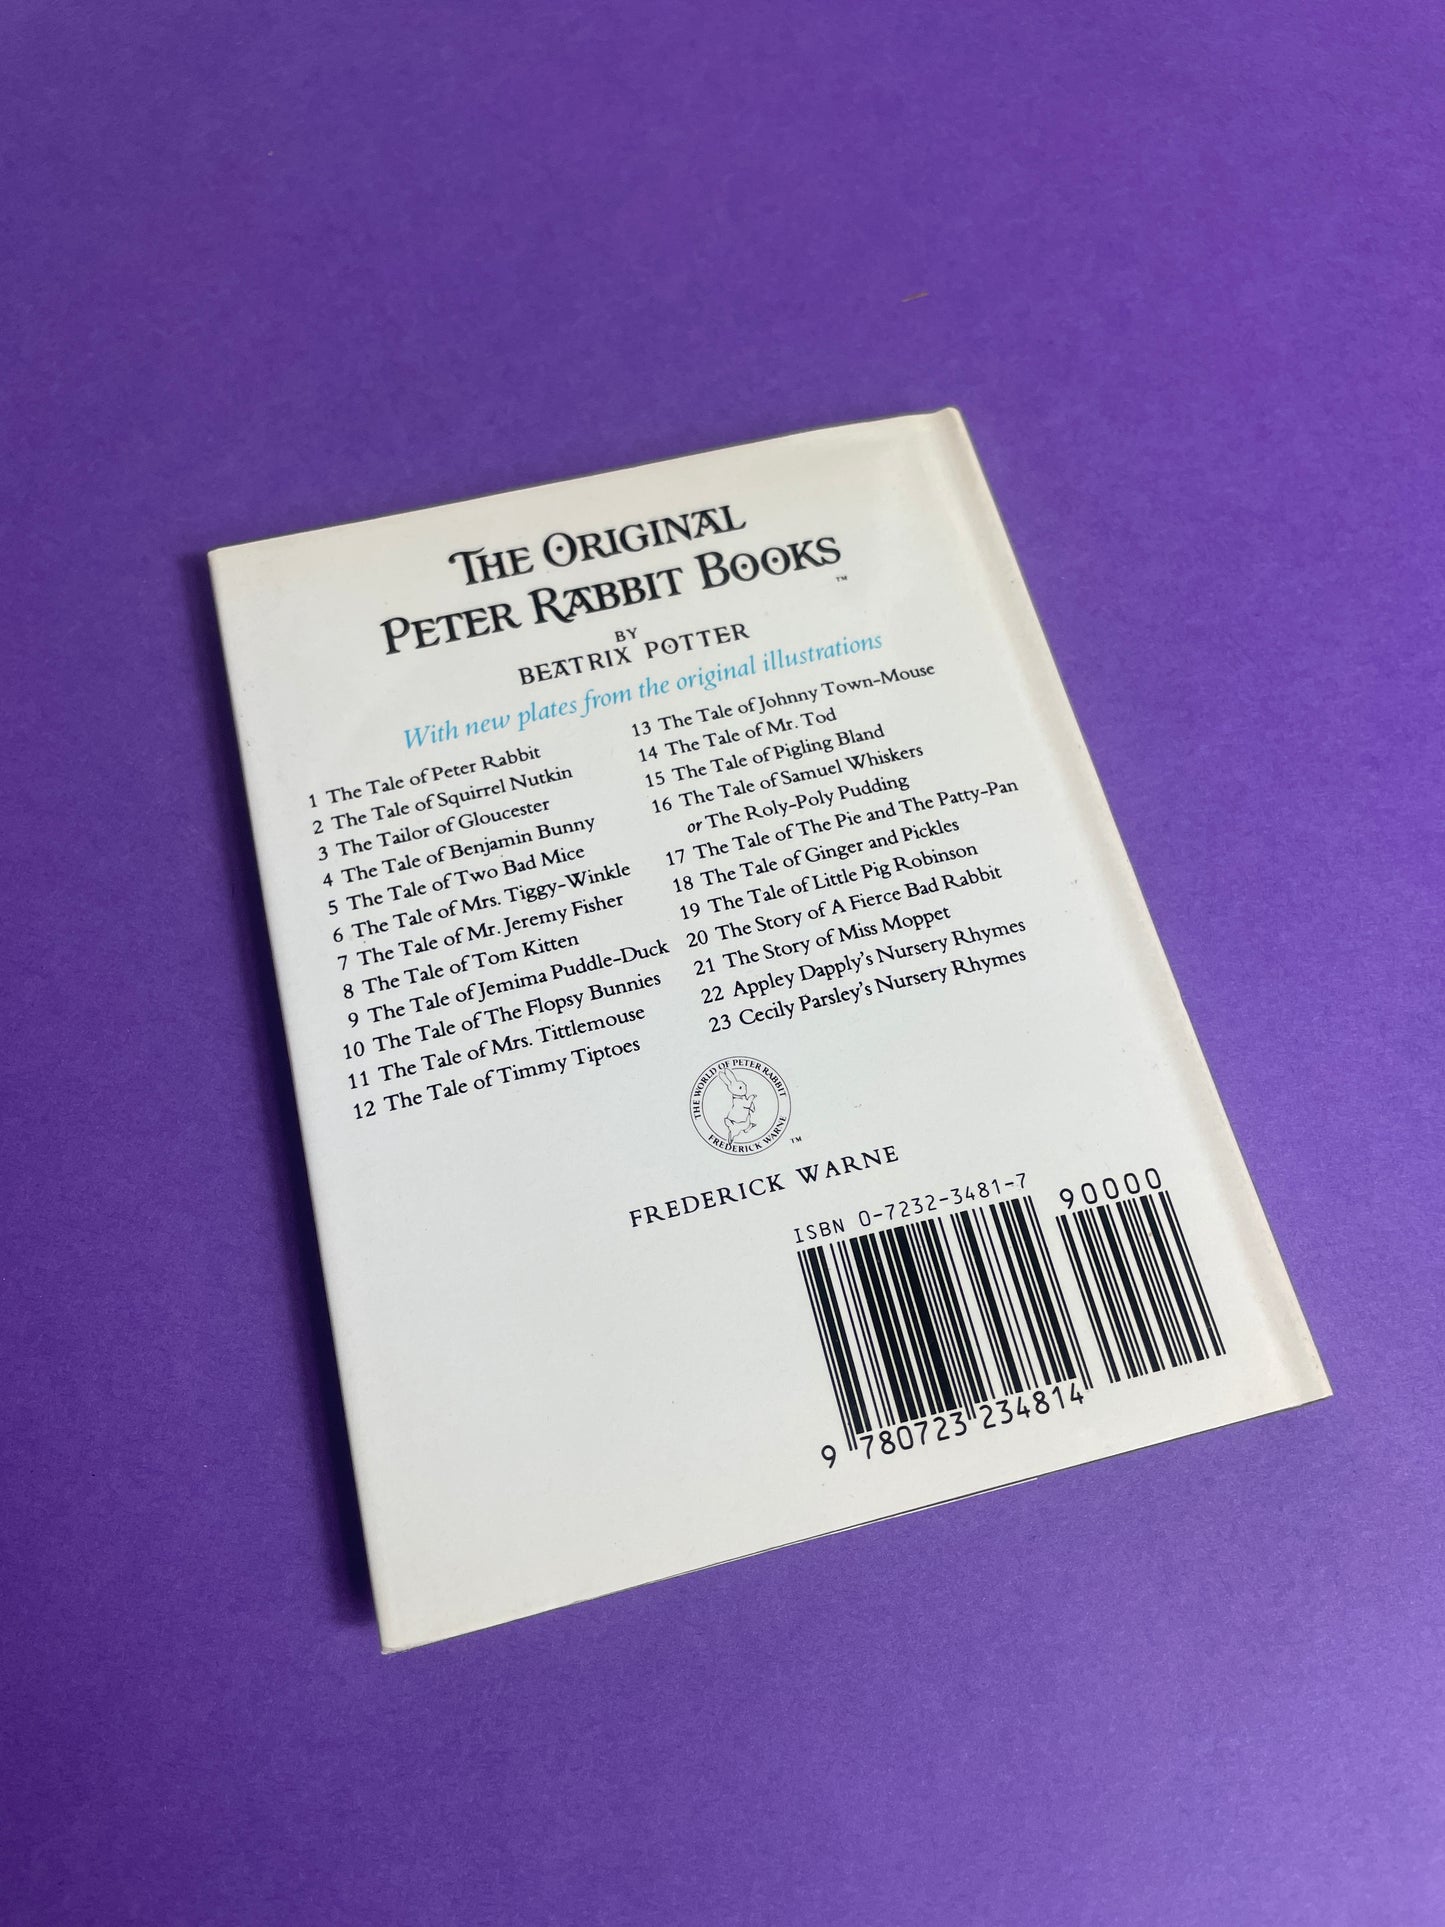 THE ORIGINAL
PETER RABBIT BOOKS™
BY
BEATRIX POTTER
With new plates from the original illustrations
1 The Tale of Peter Rabbit
2 The Tale of Squirrel Nutkin
3 The Tailor of Gloucester
4 The Tale of Benjamin Bunny
5 The Tale of Two Bad Mice
6 The Tale of Mrs. Tiggy-Winkle
7 The Tale of Mr. Jeremy Fisher
8 The Tale of Tom Kitten
9 The Tale of Jemima Puddle-Duck
10 The Tale of The Flopsy Bunnies
11 The Tale of Mrs. Tittlemouse
12 The Tale of Timmy Tiptoes
13 The Tale of Johnny Town-Mouse
14 The Tale of Mr. Tod
15 The Tale of Pigling Bland
16 The Tale of Samuel Whiskers
or The Roly-Poly Pudding
17 The Tale of The Pie and The Patty-Pan
18 The Tale of Ginger and Pickles
19 The Tale of Little Pig Robinson
20 The Story of A Fierce Bad Rabbit
21 The Story of Miss Moppet
22 Appley Dapply's Nursery Rhymes
23 Cecily Parsley's Nursery Rhymes
THE WORLD OF PETER RABBIT
FREDERICK WARNE
™
FREDERICK WARNE
ISBN 0-7232-3481-7
90000
9 780723 234814